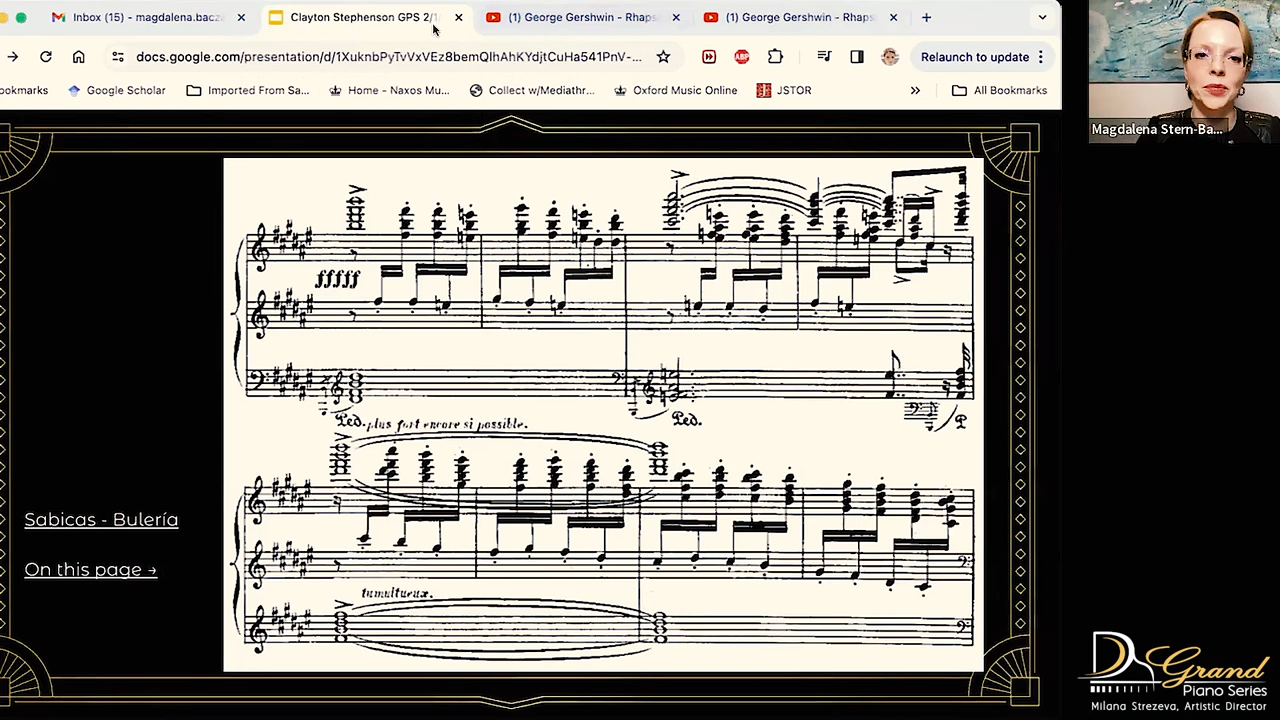 Inbox (15) - magdalena.bacz
Clayton Stephenson GPS 2/1/
(1) George Gershwin - Rhaps
(1) George Gershwin - Rhaps
docs.google.com/presentation/d/1XuknbPyTvVxVEz8bemQIhAhKYdjtCuHa541PnV-...
ABP
Relaunch to update
ookmarks
Google Scholar
Imported From Sa...
Home - Naxos Mu...
Collect w/Mediathr...
Oxford Music Online
JSTOR
All Bookmarks
Magdalena Stern-Ba...
fffff
Ped. plus fort encore si possible.
Ped.
Sabicas - Bulería
On this page →
tumultueux.
Grand
Piano Series
Milana Strezeva, Artistic Director